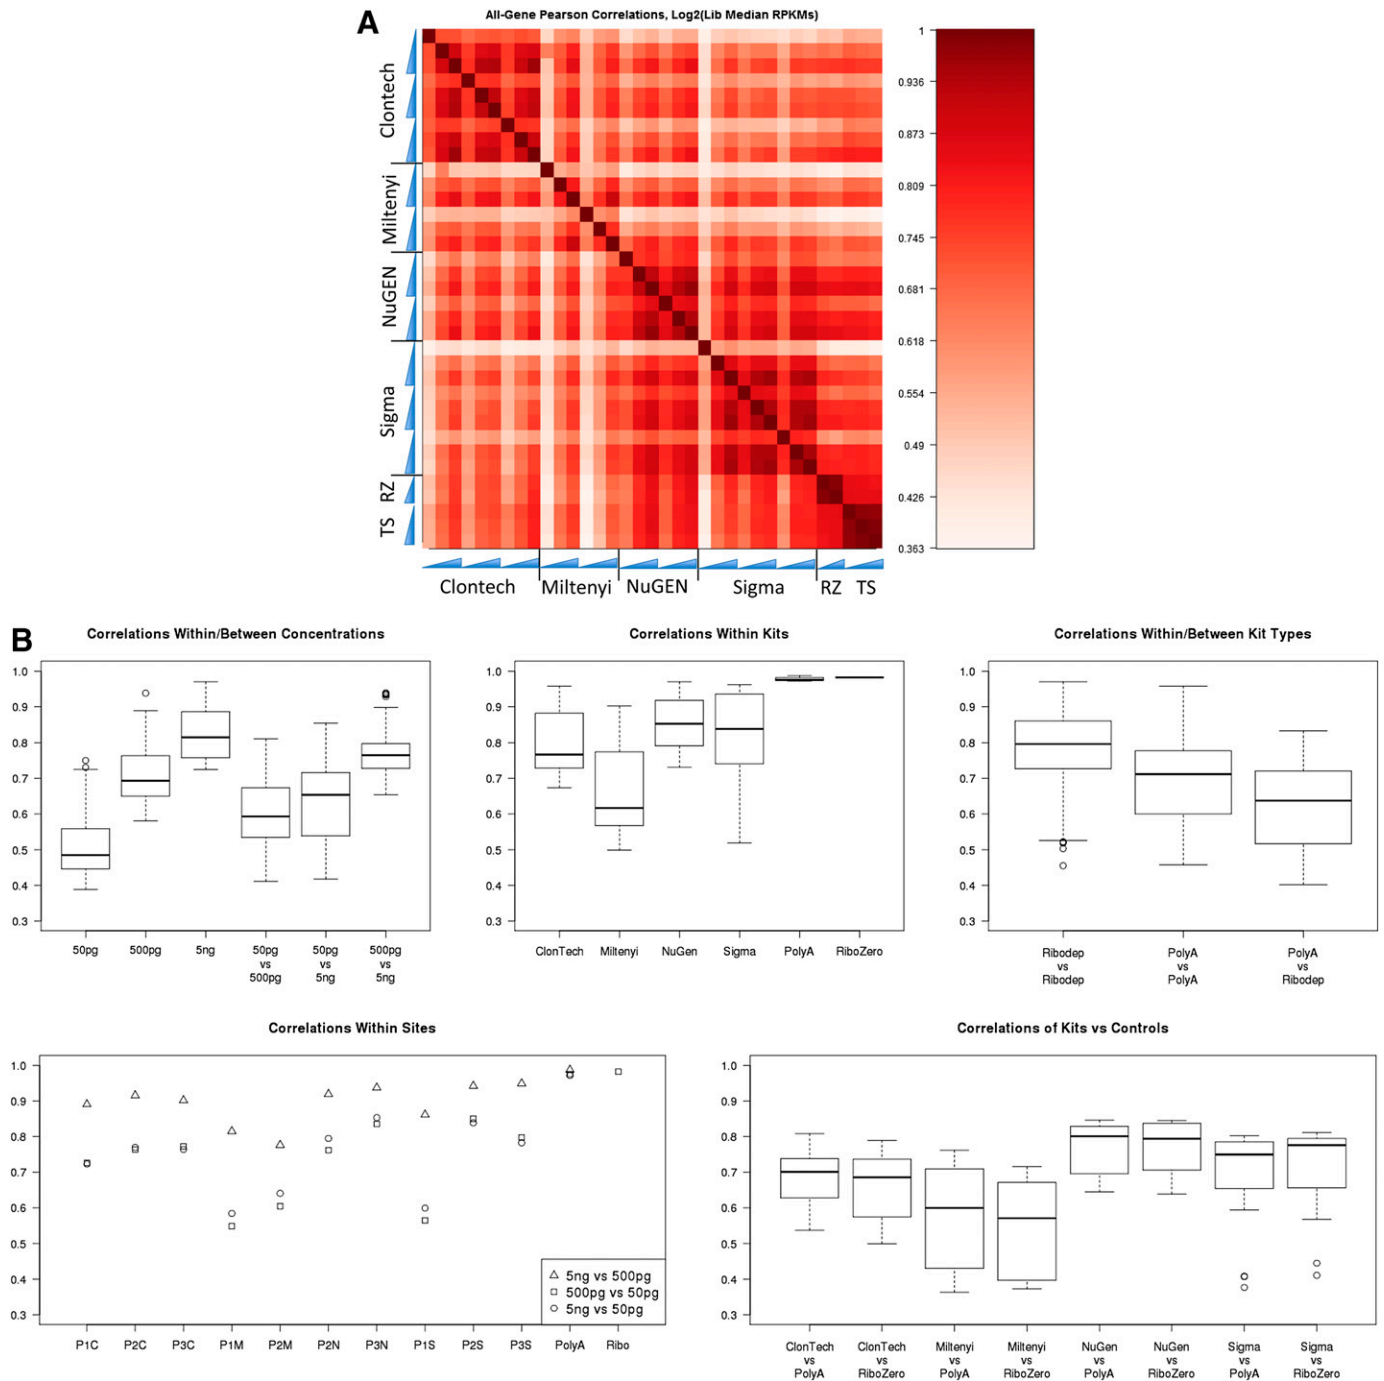 A
All-Gene Pearson Correlations, Log2(Lib Median RPKMs)
Clontech
Miltenyi
NuGEN
Sigma
RZ
TS
1
0.936
0.873
0.809
0.745
0.681
0.618
0.554
0.49
0.426
0.363
Clontech Miltenyi NuGEN Sigma RZ TS
B
Correlations Within/Between Concentrations
1.0
0.9
0.8
0.7
0.6
0.5
0.4
0.3
50pg 500pg 5ng 50pg 50pg 500pg
vs vs vs
500pg 5ng 5ng
Correlations Within Kits
1.0
0.9
0.8
0.7
0.6
0.5
0.4
0.3
ClonTech Miltenyi NuGen Sigma PolyA RiboZero
Correlations Within/Between Kit Types
1.0
0.9
0.8
0.7
0.6
0.5
0.4
0.3
Ribodep PolyA PolyA
vs vs vs
Ribodep PolyA Ribodep
Correlations Within Sites
1.0
0.9
0.8
0.7
0.6
0.5
0.4
0.3
5ng vs 500pg
500pg vs 50pg
5ng vs 50pg
P1C P2C P3C P1M P2M P2N P3N P1S P2S P3S PolyA Ribo
Correlations of Kits vs Controls
1.0
0.9
0.8
0.7
0.6
0.5
0.4
0.3
ClonTech ClonTech Miltenyi Miltenyi NuGen NuGen Sigma Sigma
vs vs vs vs vs vs vs vs
PolyA RiboZero PolyA RiboZero PolyA RiboZero PolyA RiboZero